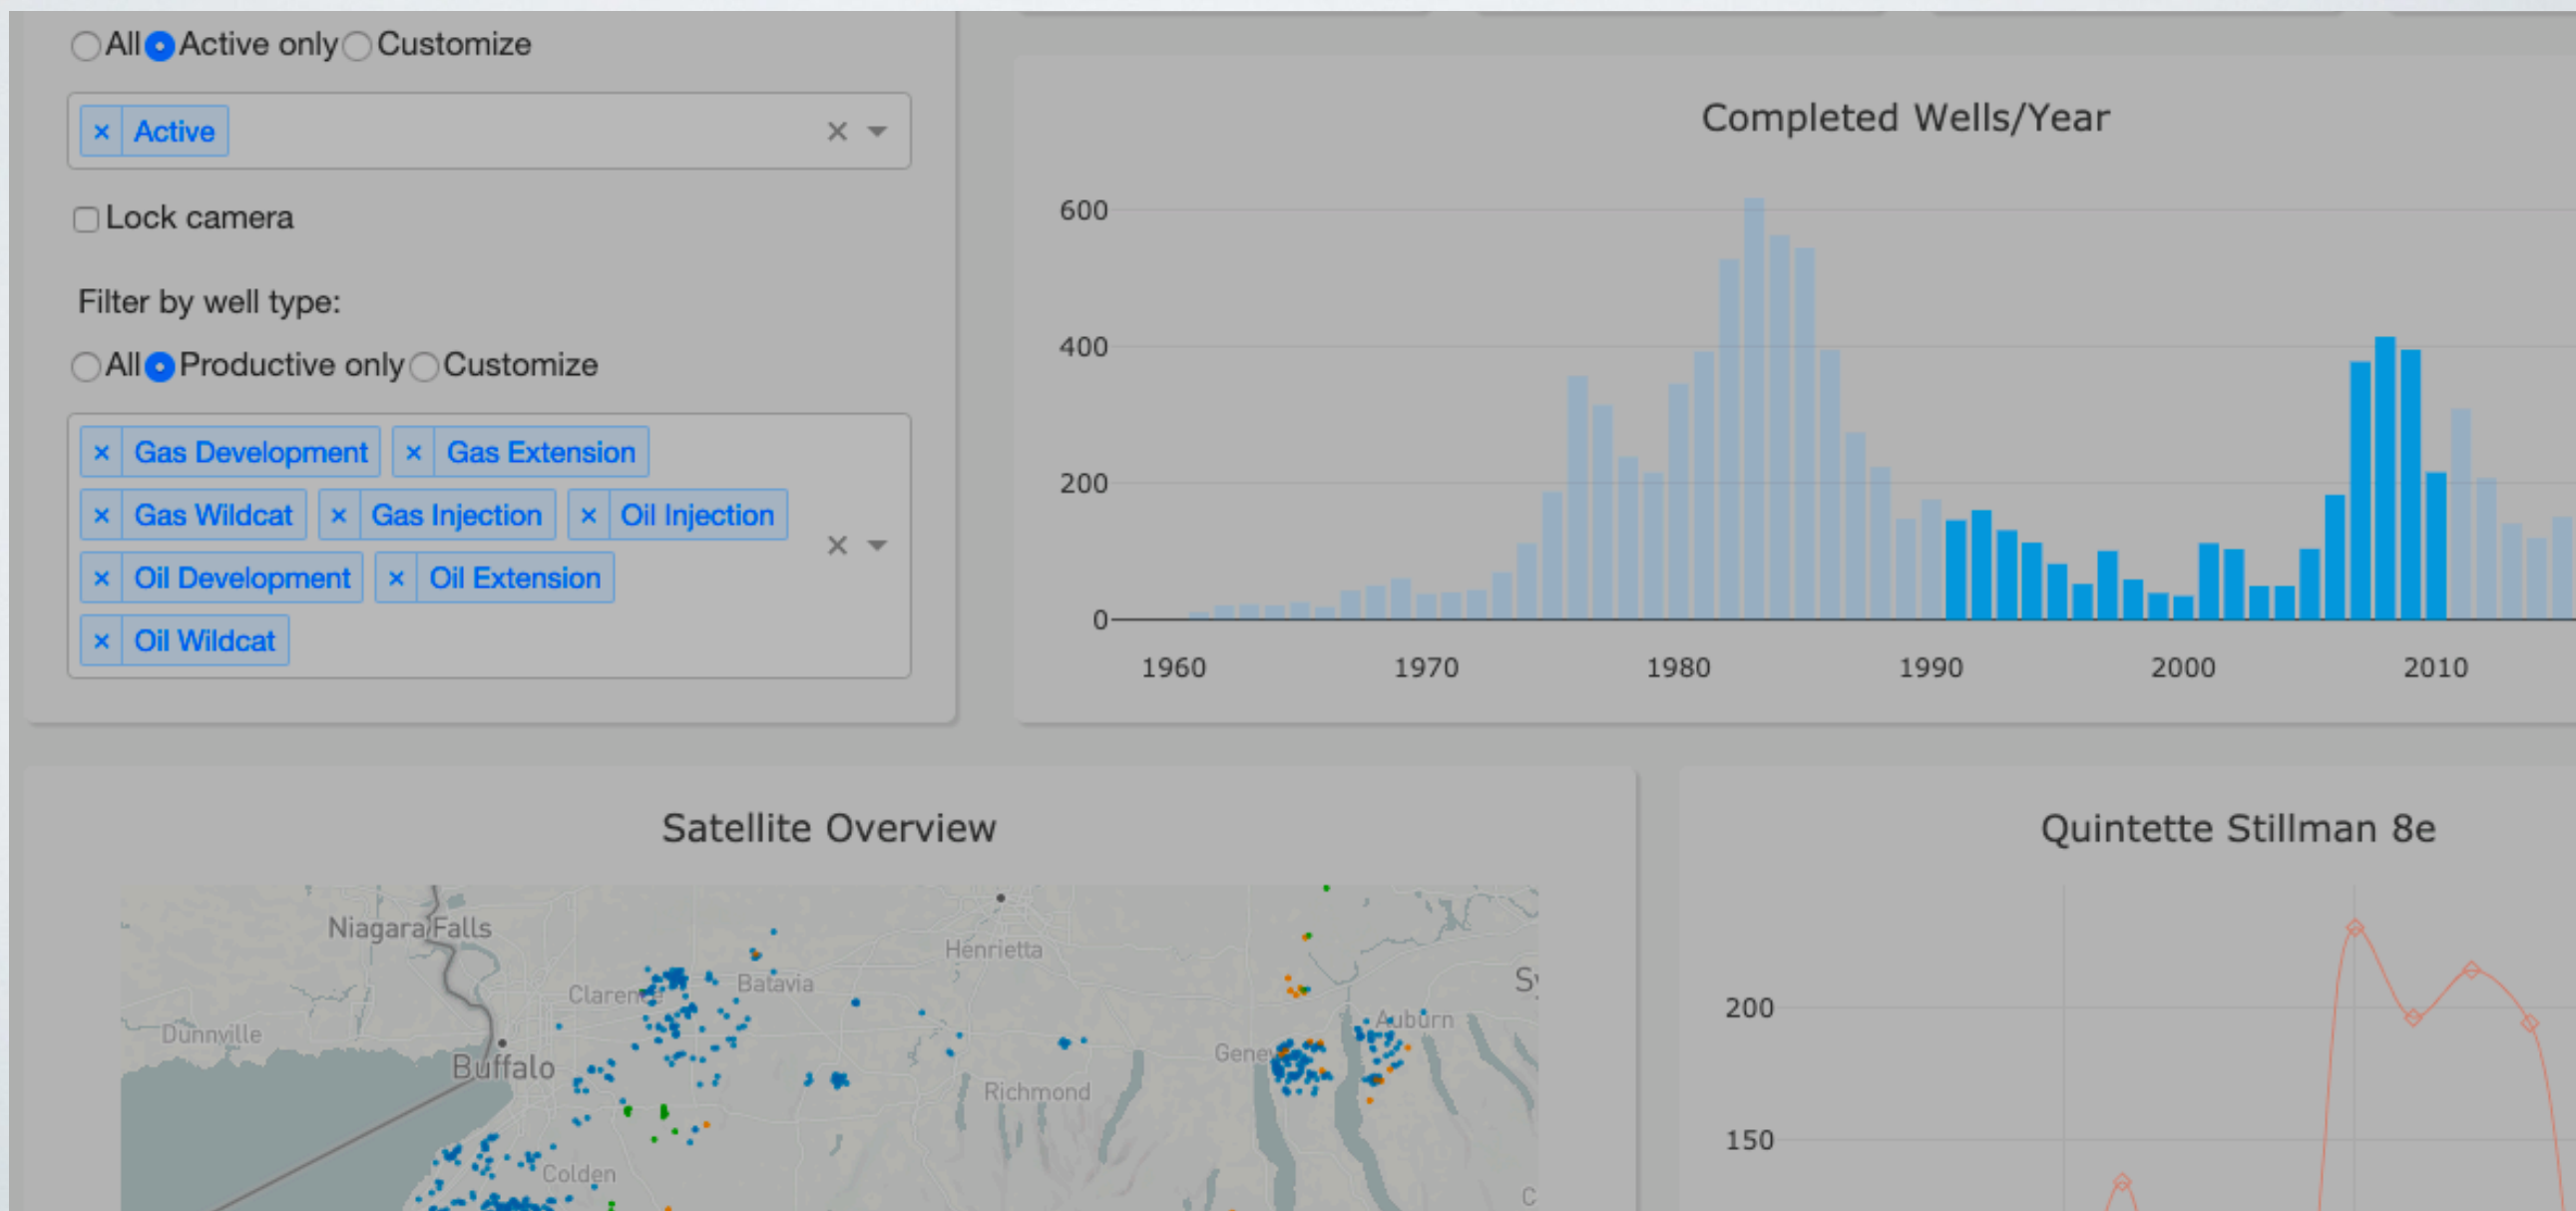 All Active only Customize
× Active × 
Lock camera
Filter by well type:
All Productive only Customize
× Gas Development × Gas Extension
× Gas Wildcat × Gas Injection × Oil Injection
× Oil Development × Oil Extension
× Oil Wildcat
×
Completed Wells/Year
600
400
200
0
1960 1970 1980 1990 2000 2010
Satellite Overview
Niagara Falls
Henrietta
Clarence Batavia
Dunnville
Auburn
Buffalo
Richmond
Colden
Quintette Stillman 8e
200
150